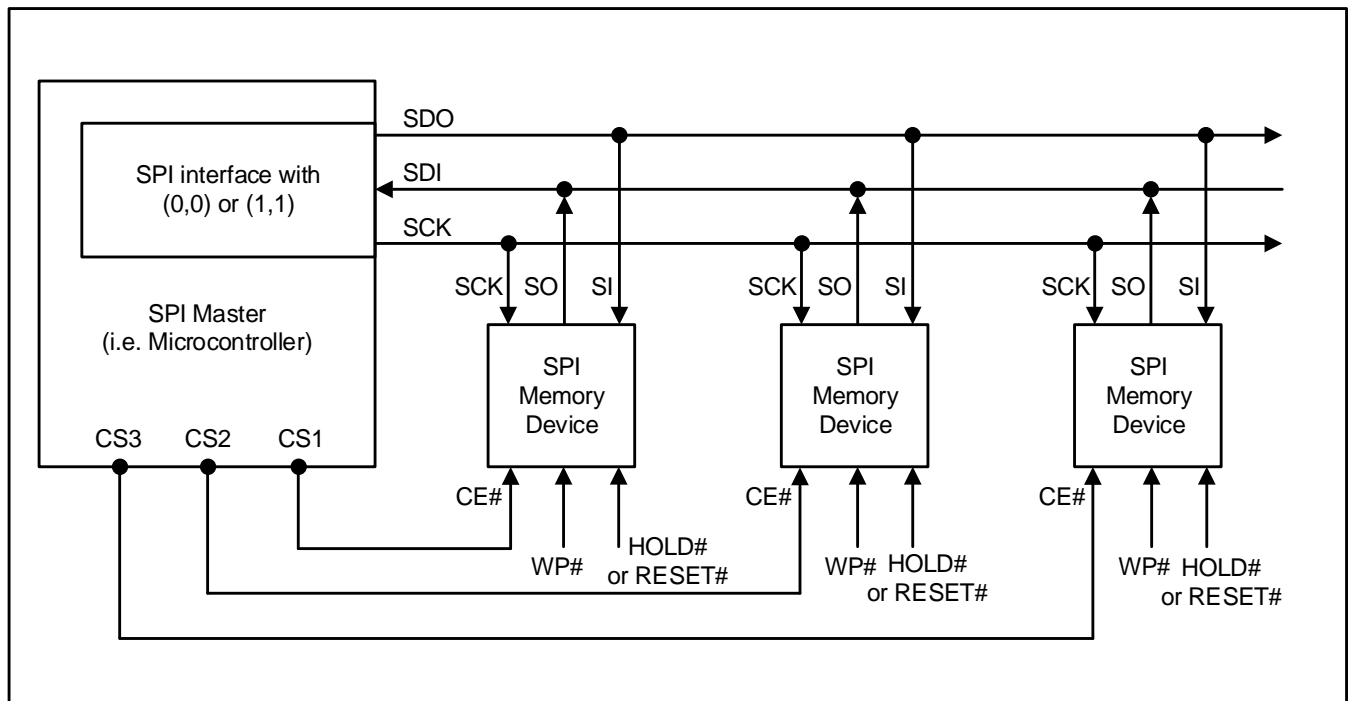 SDO
SPI interface with
(0,0) or (1,1)
SDI
SCK
SPI Master
(i.e. Microcontroller)
CS3 CS2 CS1
SCK SO SI
SPI
Memory
Device
CE#
WP#
HOLD#
or RESET#
SCK SO SI
SPI
Memory
Device
CE#
WP#
HOLD#
or RESET#
SCK SO SI
SPI
Memory
Device
CE#
WP#
HOLD#
or RESET#